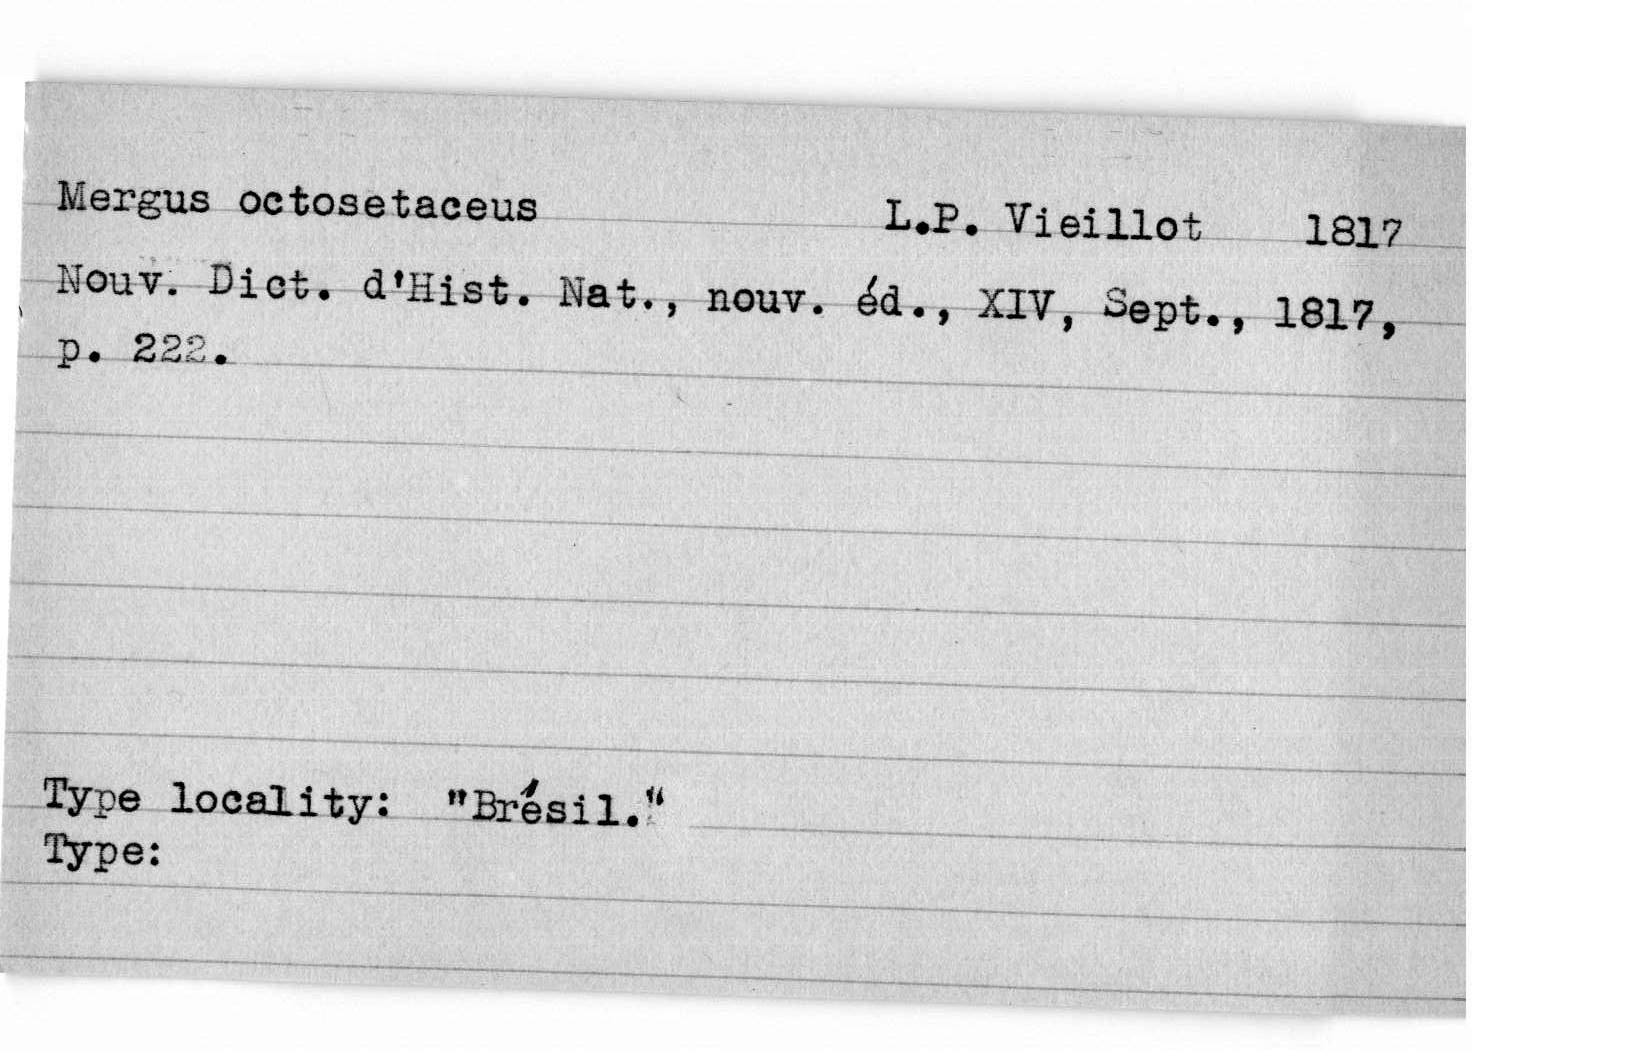 Mergus octosetaceus L.P. Vieillot 1817
Nouv. Dict. d'Hist. Nat., nouv. éd., XIV, Sept., 1817,
p. 222.
Type locality: "Brésil."
Type: